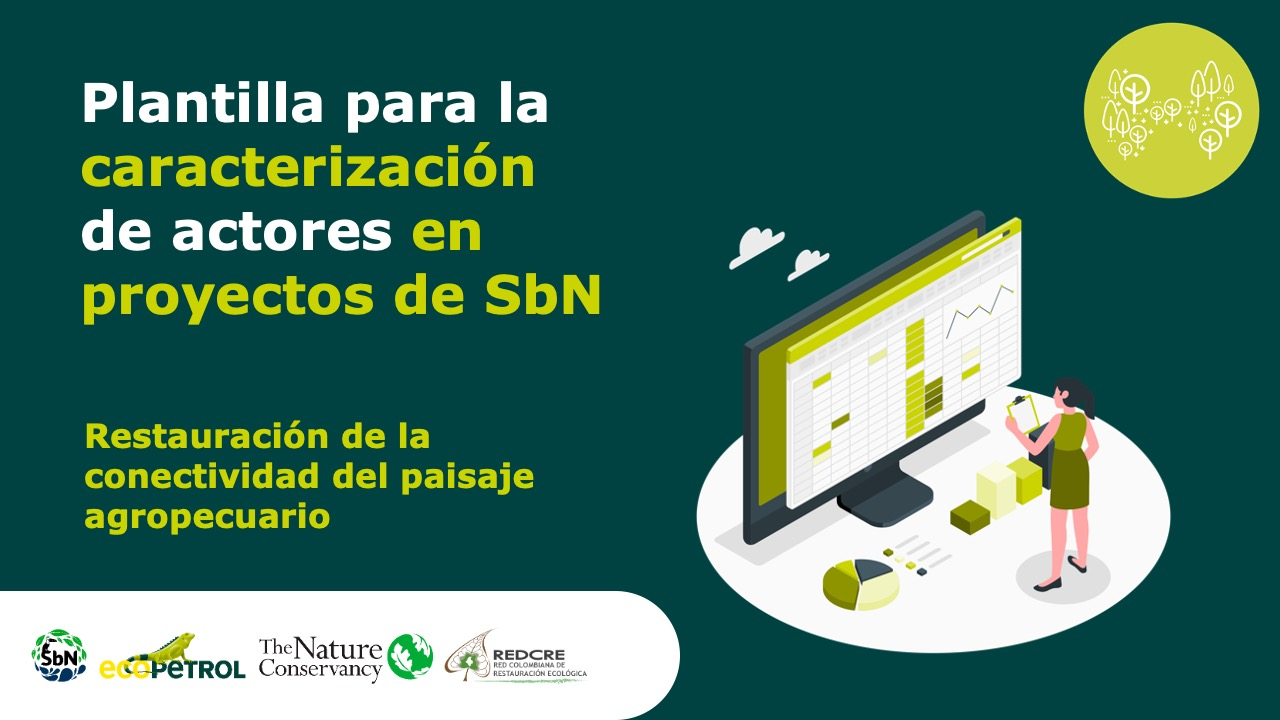 Plantilla para la
caracterización
de actores en
proyectos de SbN
Restauración de la
conectividad del paisaje
agropecuario
SbN
ecopetrol
The Nature
Conservancy
REDCRE
RED COLOMBIANA DE
RESTAURACIÓN ECOLÓGICA